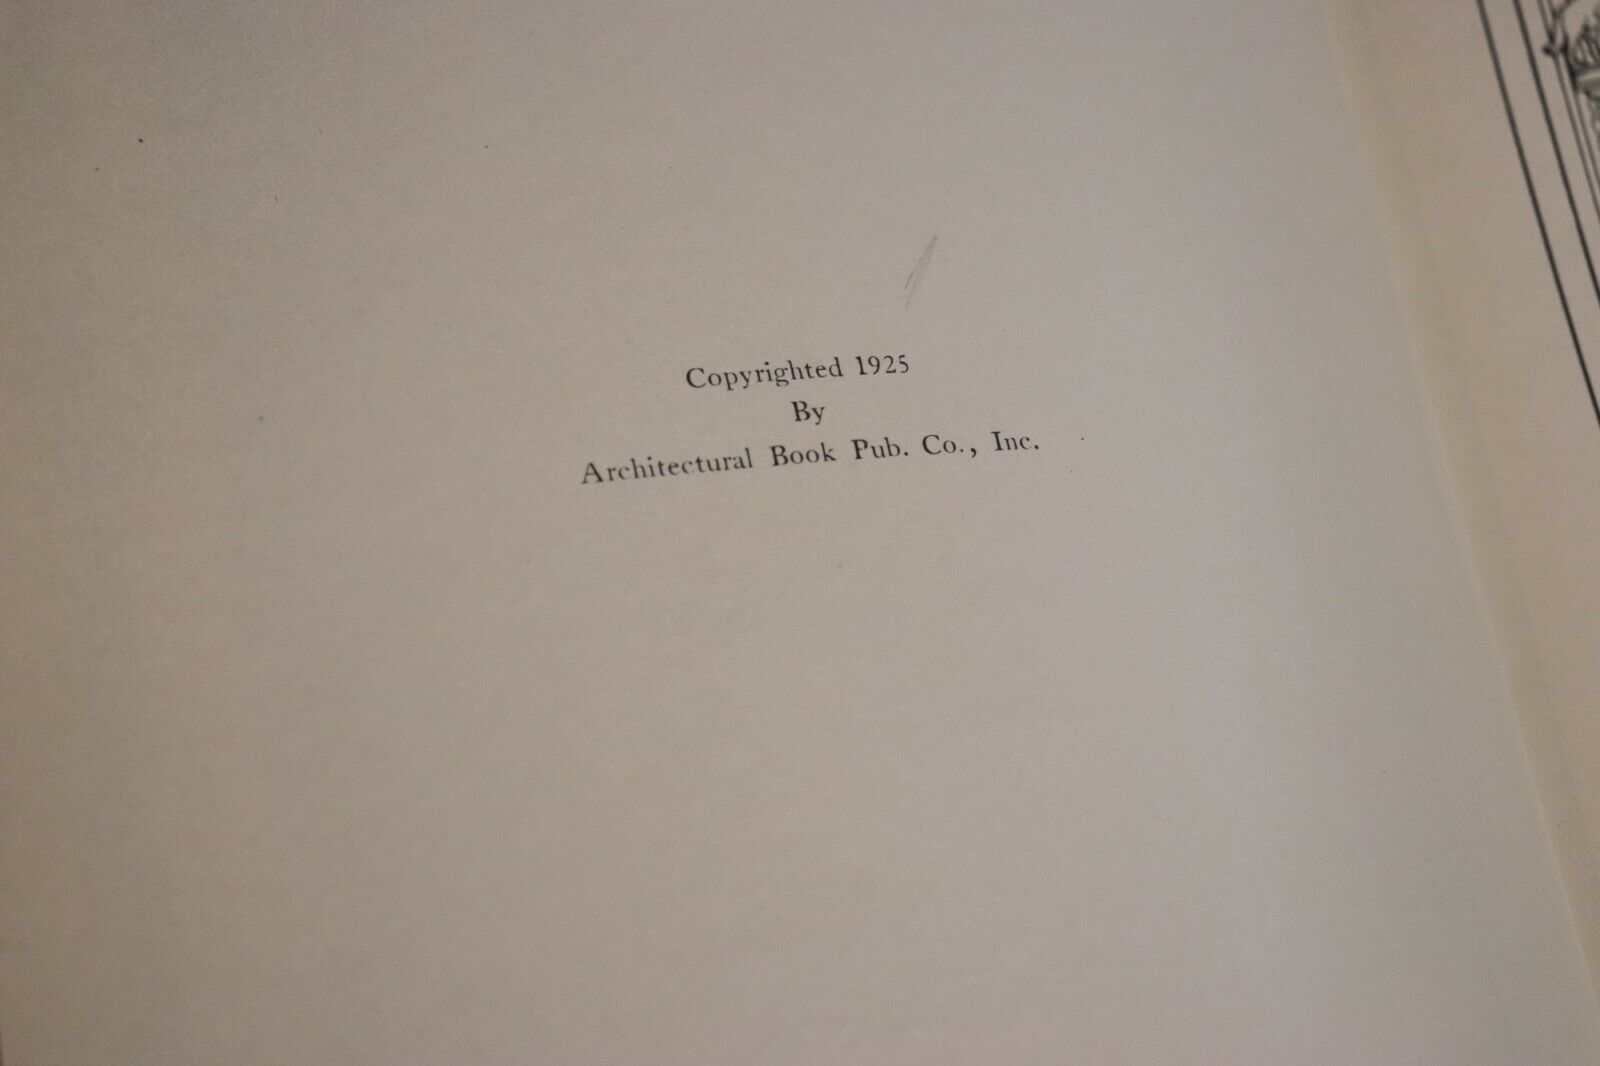 Copyrighted 1925
By
Architectural Book Pub. Co., Inc.